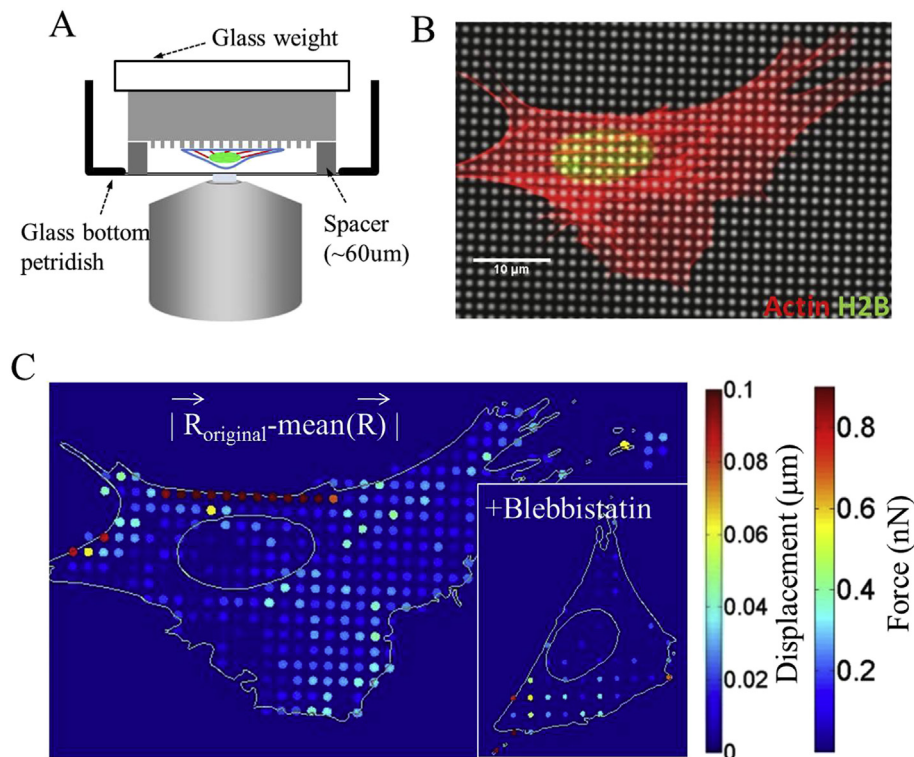 A
Glass weight
Glass bottom
petridish
Spacer
(~60um)
B
10 µm
Actin H2B
C
| R⃗original-mean(R⃗) |
+Blebbistatin
0.1
0.08
0.06
0.04
0.02
0
Displacement (µm)
0.8
0.6
0.4
0.2
Force (nN)